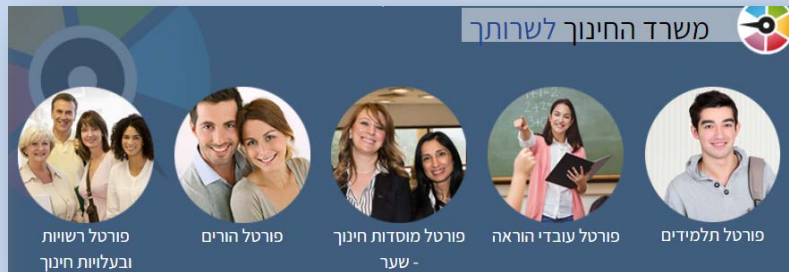 משרד החינוך לשרותך
פורטל תלמידים
פורטל עובדי הוראה
פורטל מוסדות חינוך
- שער
פורטל הורים
פורטל רשויות
ובעלויות חינוך